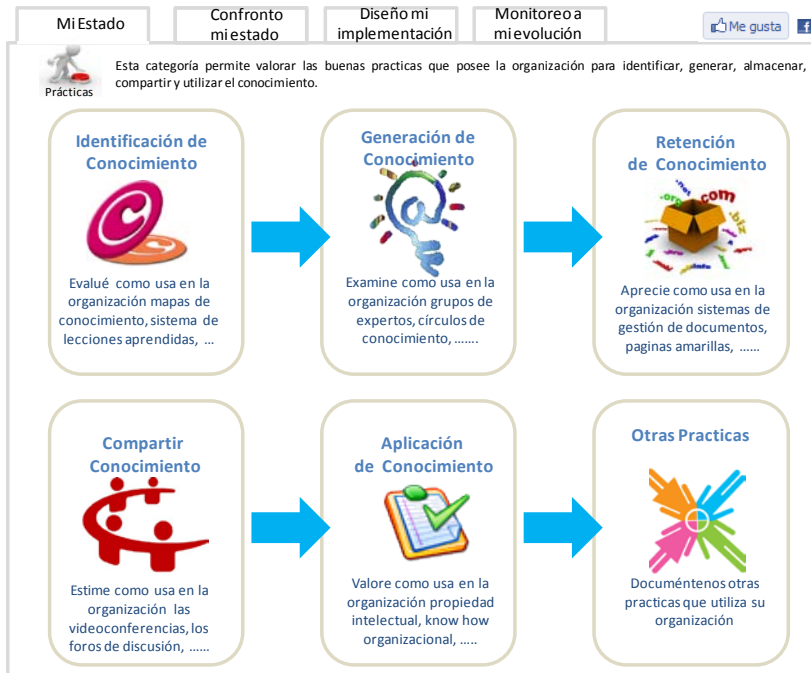 Mi Estado
Confronto
mi estado
Diseño mi
implementación
Monitoreo a
mi evolución
Me gusta
f
Prácticas
Esta categoría permite valorar las buenas practicas que posee la organización para identificar, generar, almacenar,
compartir y utilizar el conocimiento.
Identificación de
Conocimiento
Evalué como usa en la
organización mapas de
conocimiento, sistema de
lecciones aprendidas, ...
Generación de
Conocimiento
Examine como usa en la
organización grupos de
expertos, círculos de
conocimiento, .......
Retención
de Conocimiento
.net
.com
.org
.biz
.info
Aprecie como usa en la
organización sistemas de
gestión de documentos,
paginas amarillas, ......
Compartir
Conocimiento
Estime como usa en la
organización las
videoconferencias, los
foros de discusión, ......
Aplicación
de Conocimiento
Valore como usa en la
organización propiedad
intelectual, know how
organizacional, .....
Otras Practicas
Documéntenos otras
practicas que utiliza su
organización